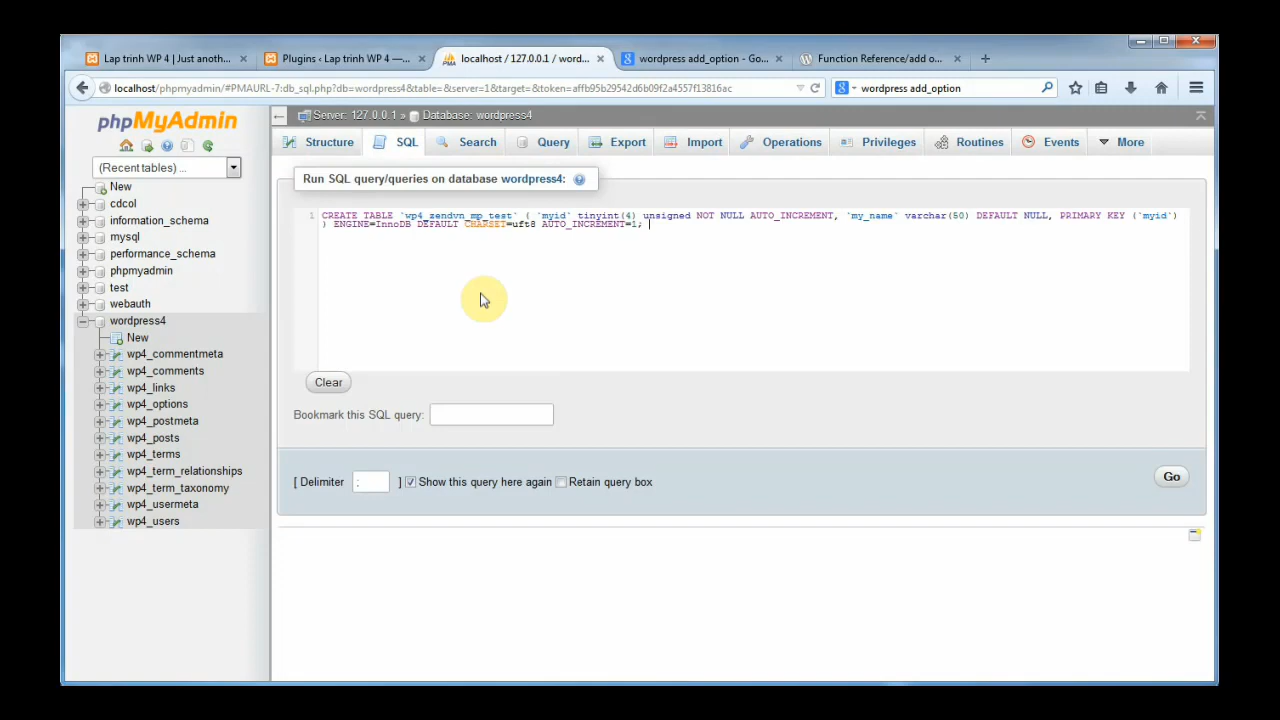 Lap trinh WP 4 | Just anoth...
Plugins ‹ Lap trinh WP 4 —...
localhost / 127.0.0.1 / word...
wordpress add_option - Go...
Function Reference/add o...
localhost/phpmyadmin/#PMAURL-7:db_sql.php?db=wordpress4&table=&server=1&target=&token=affb95b29542d6b09f2a4557f13816ac
wordpress add_option
phpMyAdmin
(Recent tables) ...
New
cdcol
information_schema
mysql
performance_schema
phpmyadmin
test
webauth
wordpress4
New
wp4_commentmeta
wp4_comments
wp4_links
wp4_options
wp4_postmeta
wp4_posts
wp4_terms
wp4_term_relationships
wp4_term_taxonomy
wp4_usermeta
wp4_users
Server: 127.0.0.1 » Database: wordpress4
Structure SQL Search Query Export Import Operations Privileges Routines Events More
Run SQL query/queries on database wordpress4:
1 CREATE TABLE `wp4_zendvn_mp_test` ( `myid` tinyint(4) unsigned NOT NULL AUTO_INCREMENT, `my_name` varchar(50) DEFAULT NULL, PRIMARY KEY (`myid`)
) ENGINE=InnoDB DEFAULT CHARSET=uft8 AUTO_INCREMENT=1;
Clear
Bookmark this SQL query:
[ Delimiter ; ] Show this query here again Retain query box
Go